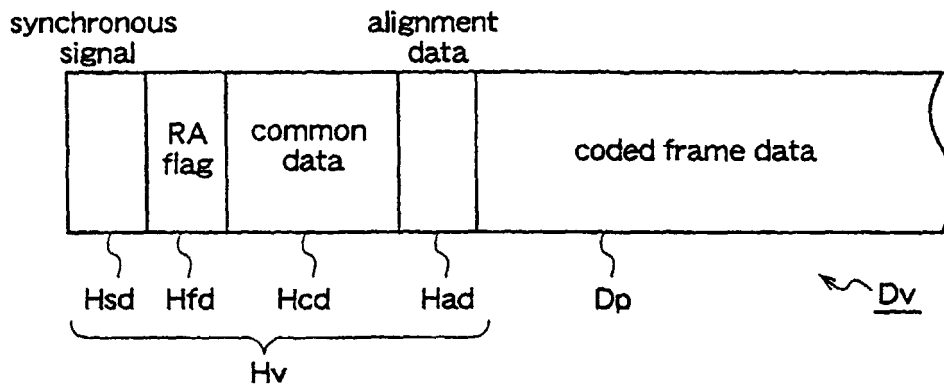 synchronous
signal
alignment
data
RA
flag
common
data
coded frame data
Hsd
Hfd
Hcd
Had
Dp
Dv
Hv